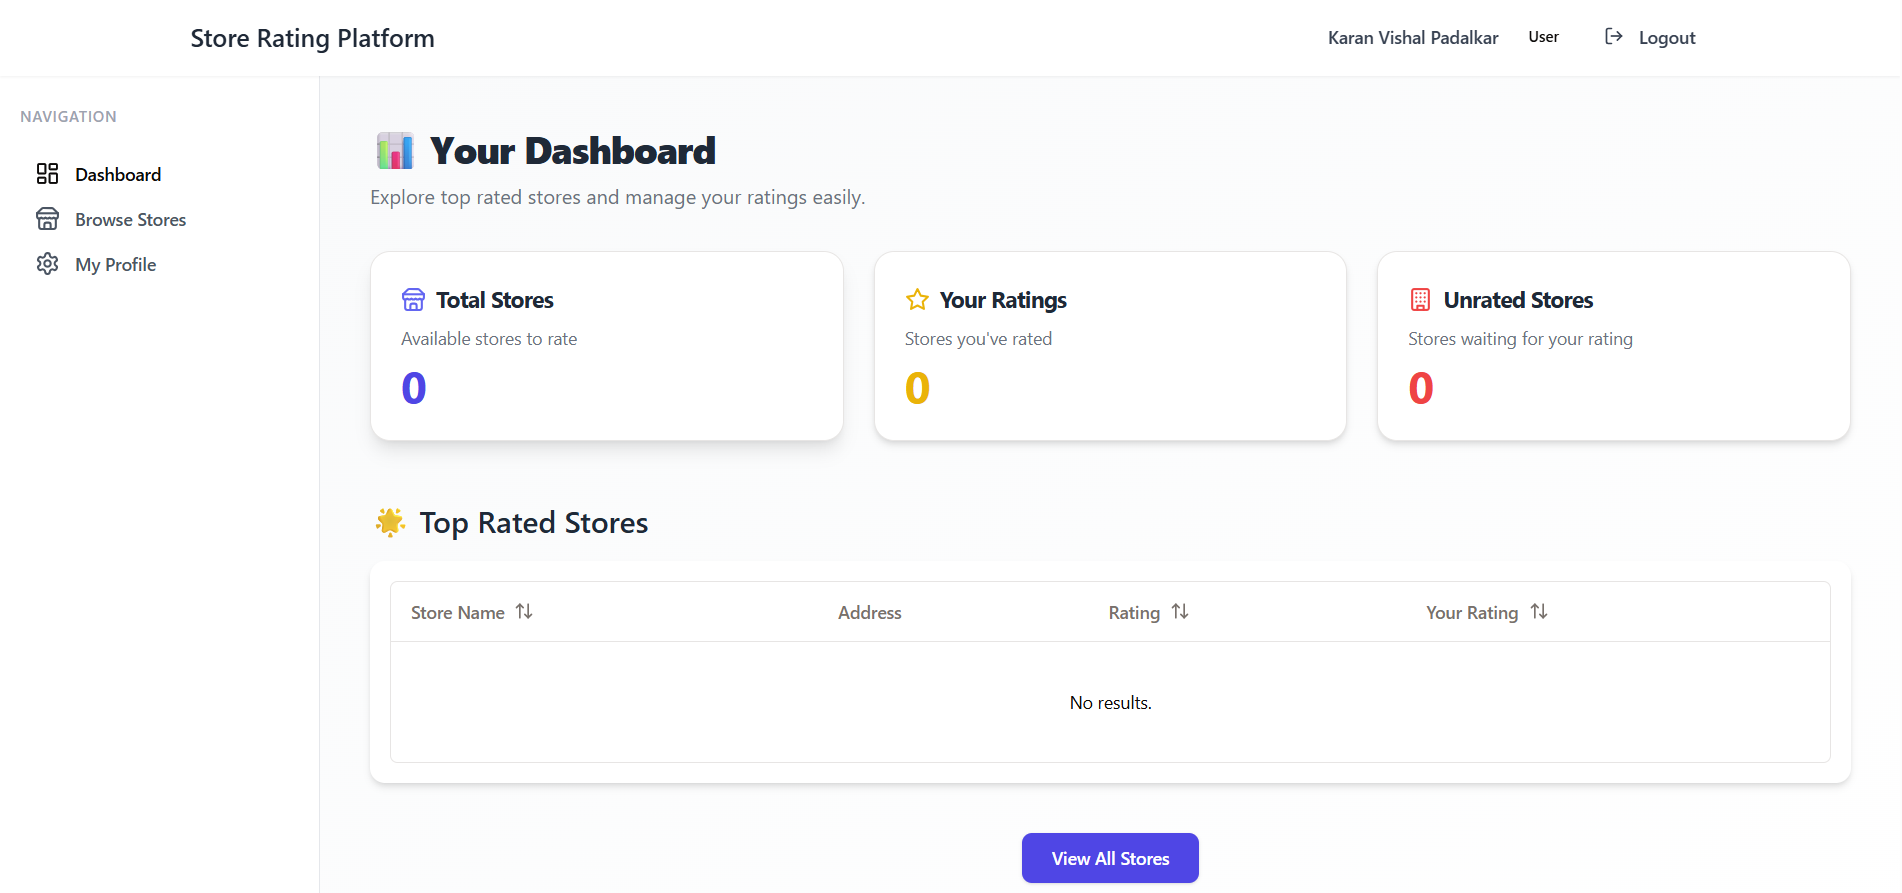 Store Rating Platform
Karan Vishal Padalkar User Logout
NAVIGATION
Dashboard
Browse Stores
My Profile
Your Dashboard
Explore top rated stores and manage your ratings easily.
Total Stores
Available stores to rate
0
Your Ratings
Stores you've rated
0
Unrated Stores
Stores waiting for your rating
0
Top Rated Stores
Store Name Address Rating Your Rating
No results.
View All Stores